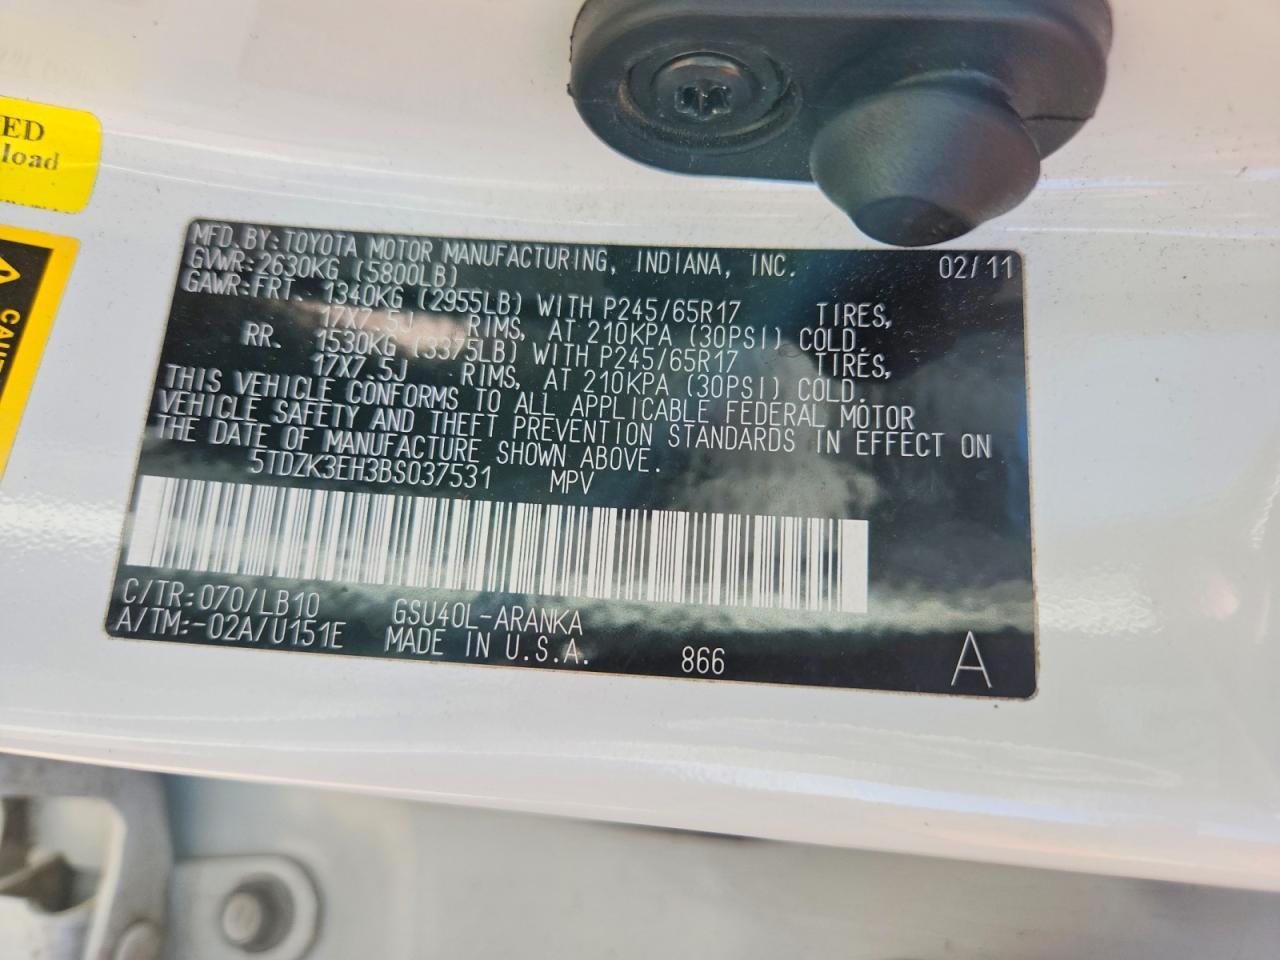 ED
load
CAU
MFD.BY:TOYOTA MOTOR MANUFACTURING, INDIANA, INC. 02/11
GVWR:2630KG (5800LB)
GAWR:FRT. 1340KG (2955LB) WITH P245/65R17 TIRES,
17X7.5J RIMS, AT 210KPA (30PSI) COLD.
RR. 1530KG (3375LB) WITH P245/65R17 TIRES,
17X7.5J RIMS, AT 210KPA (30PSI) COLD.
THIS VEHICLE CONFORMS TO ALL APPLICABLE FEDERAL MOTOR
VEHICLE SAFETY AND THEFT PREVENTION STANDARDS IN EFFECT ON
THE DATE OF MANUFACTURE SHOWN ABOVE.
5TDZK3EH3BS037531 MPV
C/TR:070/LB10 GSU40L-ARANKA
A/TM:-02A/U151E MADE IN U.S.A. 866 A